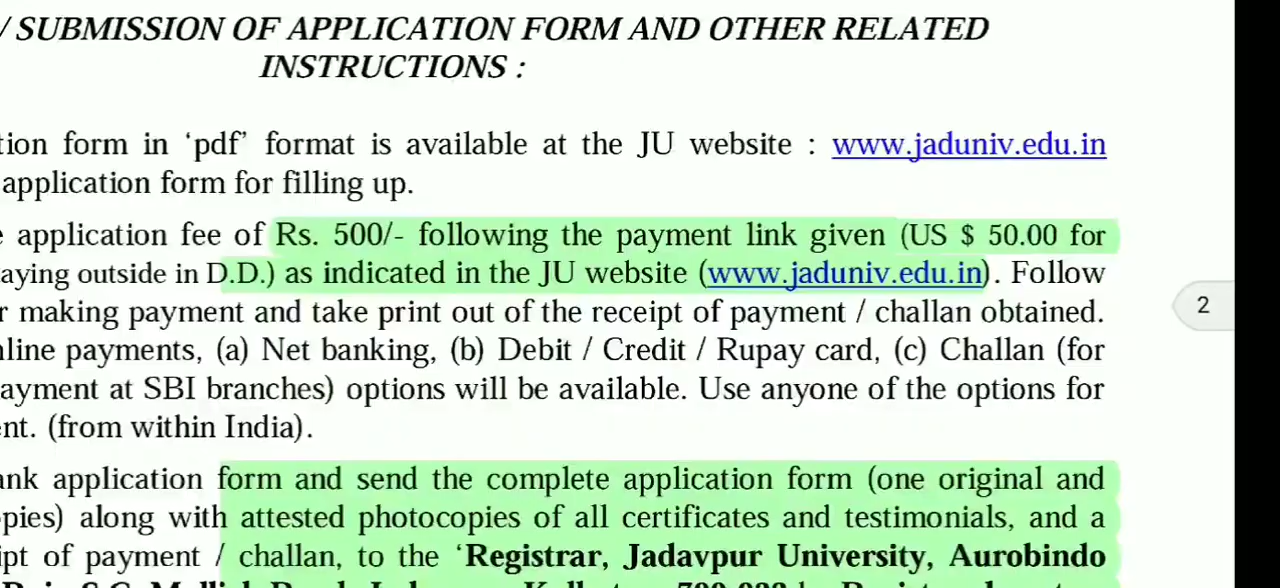 / SUBMISSION OF APPLICATION FORM AND OTHER RELATED
INSTRUCTIONS :
tion form in ‘pdf’ format is available at the JU website : www.jaduniv.edu.in
application form for filling up.
e application fee of Rs. 500/- following the payment link given (US $ 50.00 for
aying outside in D.D.) as indicated in the JU website (www.jaduniv.edu.in). Follow
r making payment and take print out of the receipt of payment / challan obtained.
nline payments, (a) Net banking, (b) Debit / Credit / Rupay card, (c) Challan (for
ayment at SBI branches) options will be available. Use anyone of the options for
ent. (from within India).
ank application form and send the complete application form (one original and
opies) along with attested photocopies of all certificates and testimonials, and a
ipt of payment / challan, to the ‘Registrar, Jadavpur University, Aurobindo
2